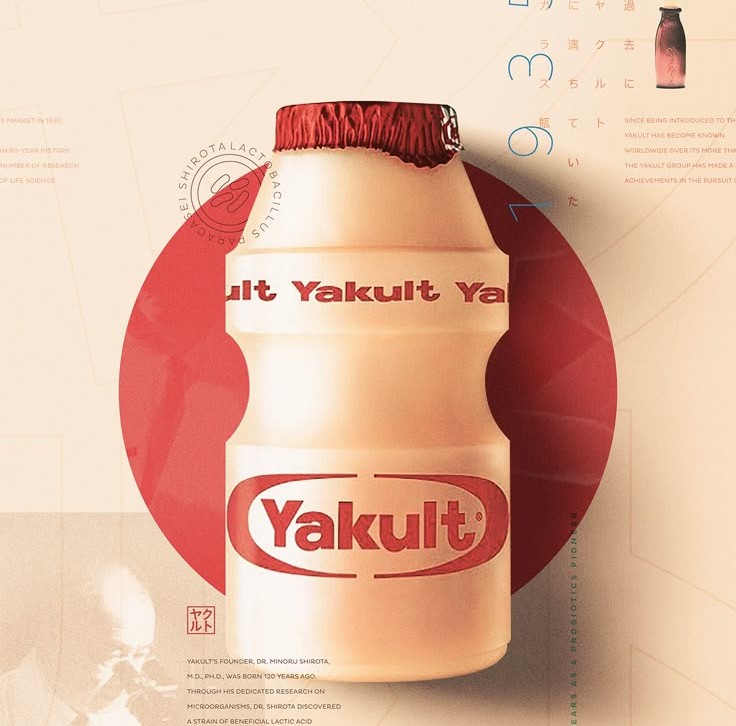 過去に
ヤクルト
に満ちていた
ガラス瓶
193
MARKET IN 1935
80-YEAR HISTORY
NUMBER OF RESEARCH
OF LIFE SCIENCE
SINCE BEING INTRODUCED TO
YAKULT HAS BECOME KNOWN
WORLDWIDE OVER ITS MORE
THE YAKULT GROUP HAS MADE A
ACHIEVEMENTS IN THE PURSUIT
LACTOBACILLUS PARACASEI SHIROTA
ult Yakult Ya
Yakult®
ヤクルト
YAKULT'S FOUNDER, DR. MINORU SHIROTA,
M.D., PH.D., WAS BORN 120 YEARS AGO.
THROUGH HIS DEDICATED RESEARCH ON
MICROORGANISMS, DR. SHIROTA DISCOVERED
A STRAIN OF BENEFICIAL LACTIC ACID
EARS AS A PROBIOTICS PIONEER